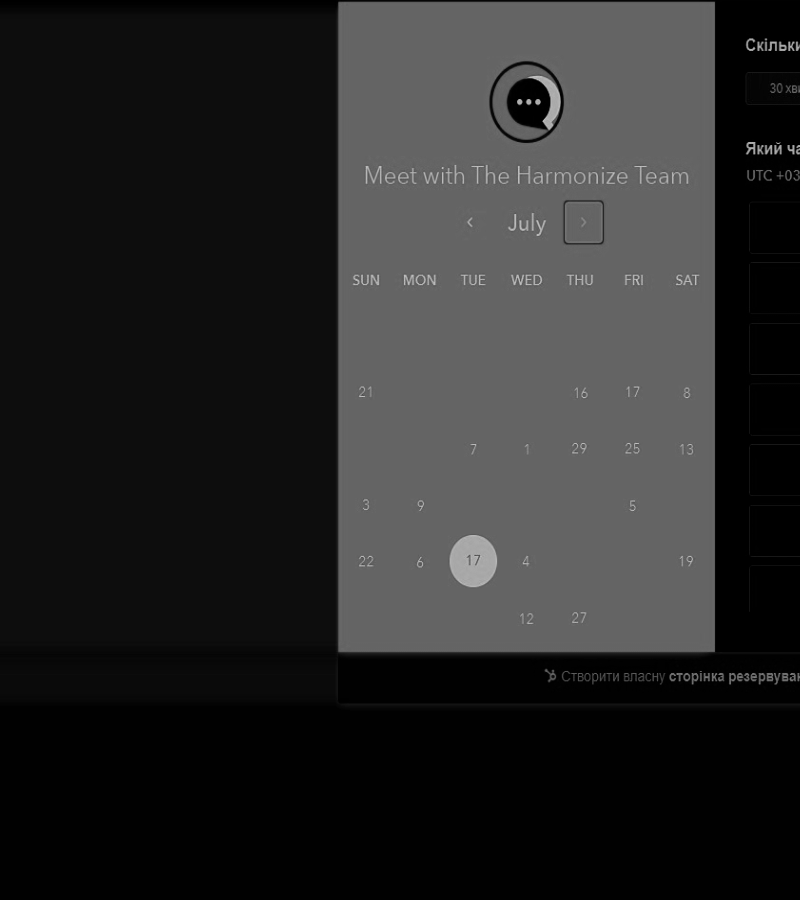 Скільки
30 хви
Meet with The Harmonize Team
Який ча
UTC +03
July
SUN MON TUE WED THU FRI SAT
21 16 17 8
7 1 29 25 13
3 9 5
22 6 17 4 19
12 27
Створити власну сторінка резервуван